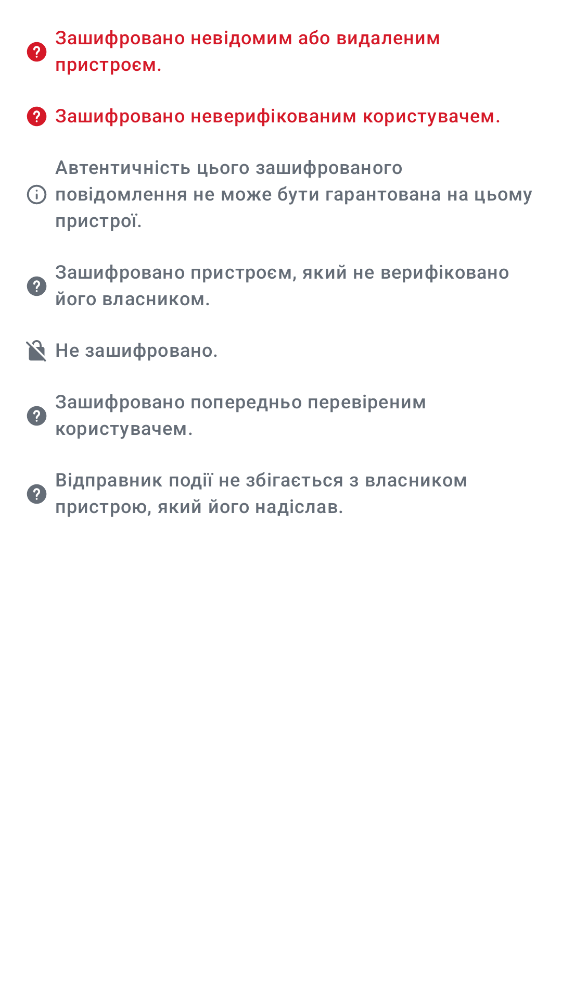 Зашифровано невідомим або видаленим
пристроєм.
Зашифровано неверифікованим користувачем.
Автентичність цього зашифрованого
повідомлення не може бути гарантована на цьому
пристрої.
Зашифровано пристроєм, який не верифіковано
його власником.
Не зашифровано.
Зашифровано попередньо перевіреним
користувачем.
Відправник події не збігається з власником
пристрою, який його надіслав.